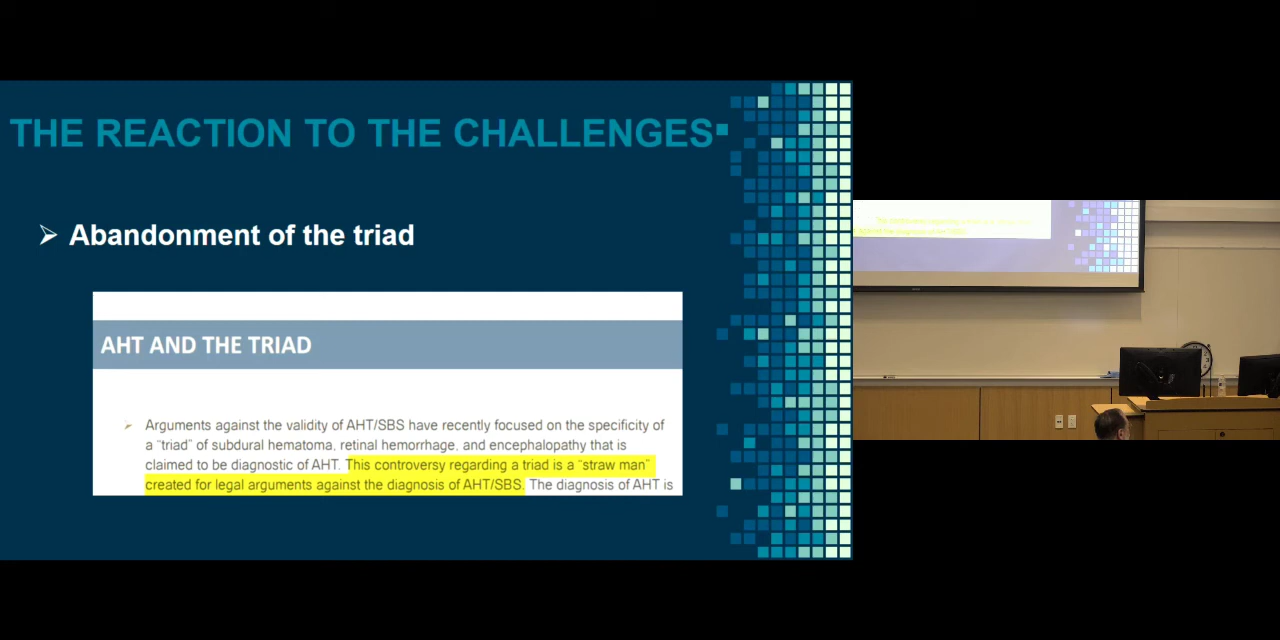 THE REACTION TO THE CHALLENGES
Abandonment of the triad
AHT AND THE TRIAD
Arguments against the validity of AHT/SBS have recently focused on the specificity of
a "triad" of subdural hematoma, retinal hemorrhage, and encephalopathy that is
claimed to be diagnostic of AHT. This controversy regarding a triad is a "straw man"
created for legal arguments against the diagnosis of AHT/SBS. The diagnosis of AHT is